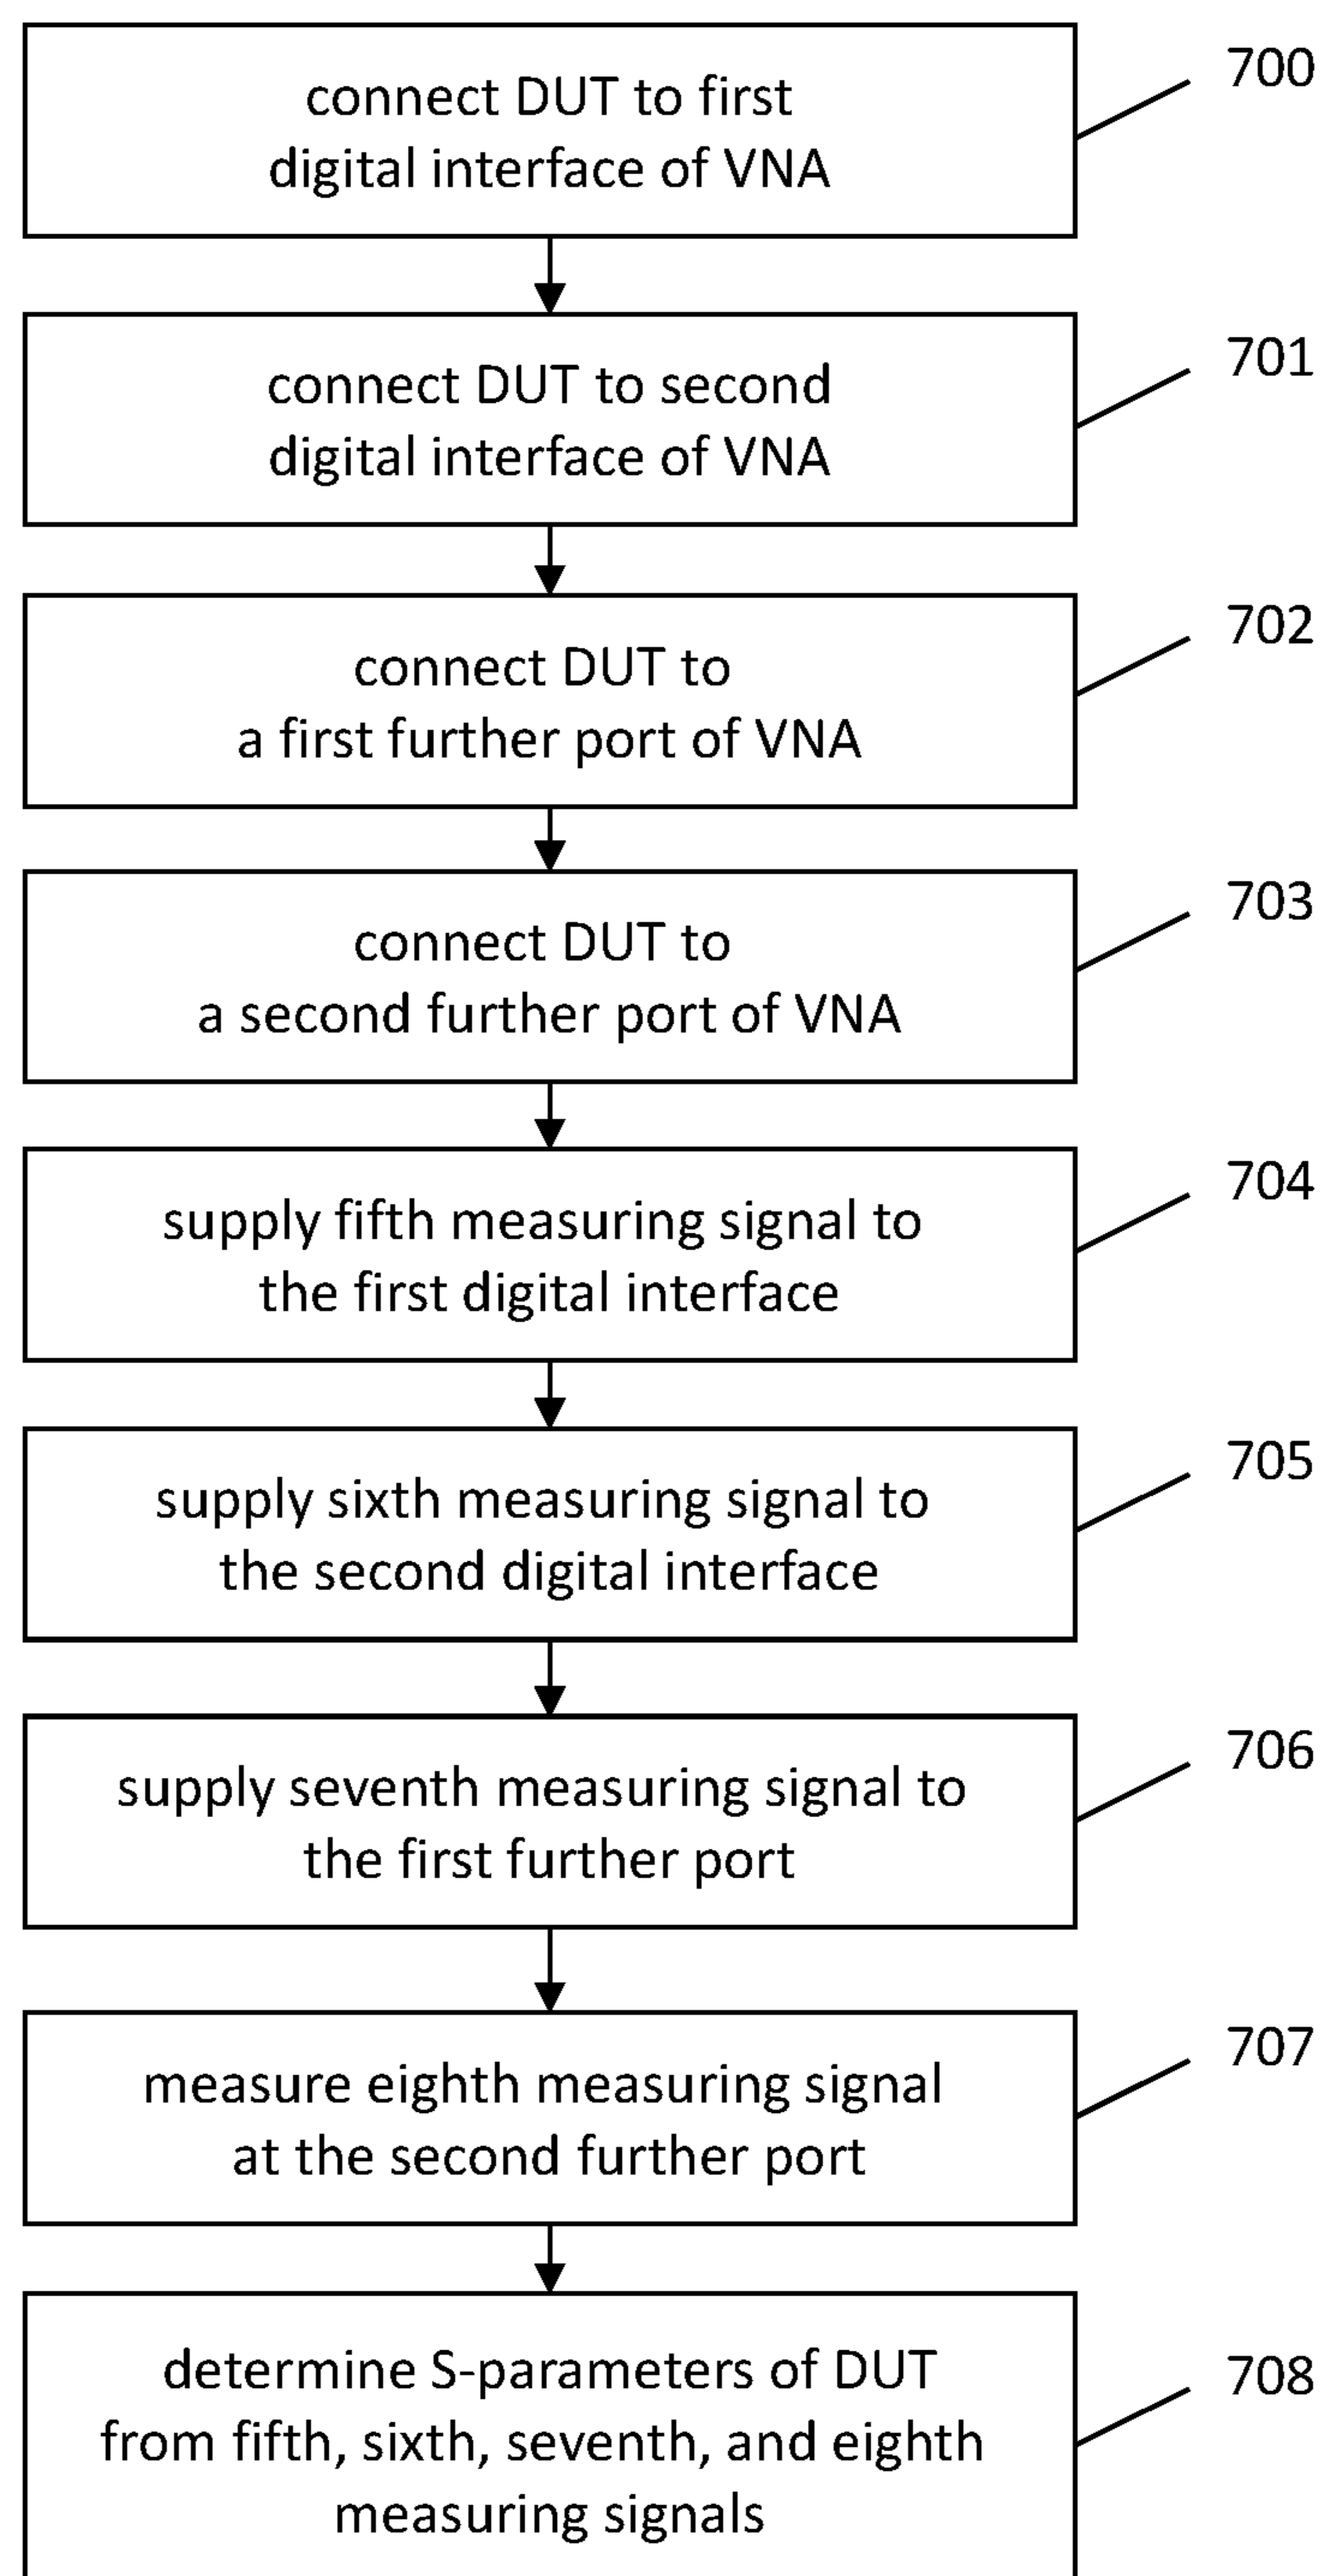 connect DUT to first
digital interface of VNA
700
connect DUT to second
digital interface of VNA
701
connect DUT to
a first further port of VNA
702
connect DUT to
a second further port of VNA
703
supply fifth measuring signal to
the first digital interface
704
supply sixth measuring signal to
the second digital interface
705
supply seventh measuring signal to
the first further port
706
measure eighth measuring signal
at the second further port
707
determine S-parameters of DUT
from fifth, sixth, seventh, and eighth
measuring signals
708